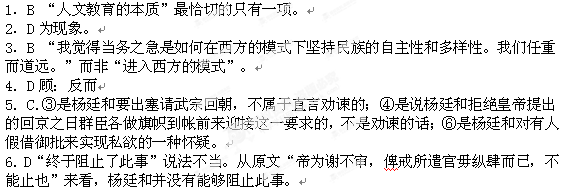 1. B “人文教育的本质”最恰切的只有一项。
2. D为现象。
3. B “我觉得当务之急是如何在西方的模式下坚持民族的自主性和多样性。我们任重
而道远。”而非“进入西方的模式”。
4. D顾：反而
5. C.③是杨廷和要出塞请武宗回朝，不属于直言劝谏的；④是说杨廷和拒绝皇帝提出
的回京之日群臣各做旗帜到帐前来迎接这一要求的，不是劝谏的话；⑥是杨廷和对有人
假借御批来实现私欲的一种怀疑。
6. D“终于阻止了此事”说法不当。从原文“帝为谢不审，俾戒所遣官毋纵肆而已，不
能止也”来看，杨廷和并没有能够阻止此事。